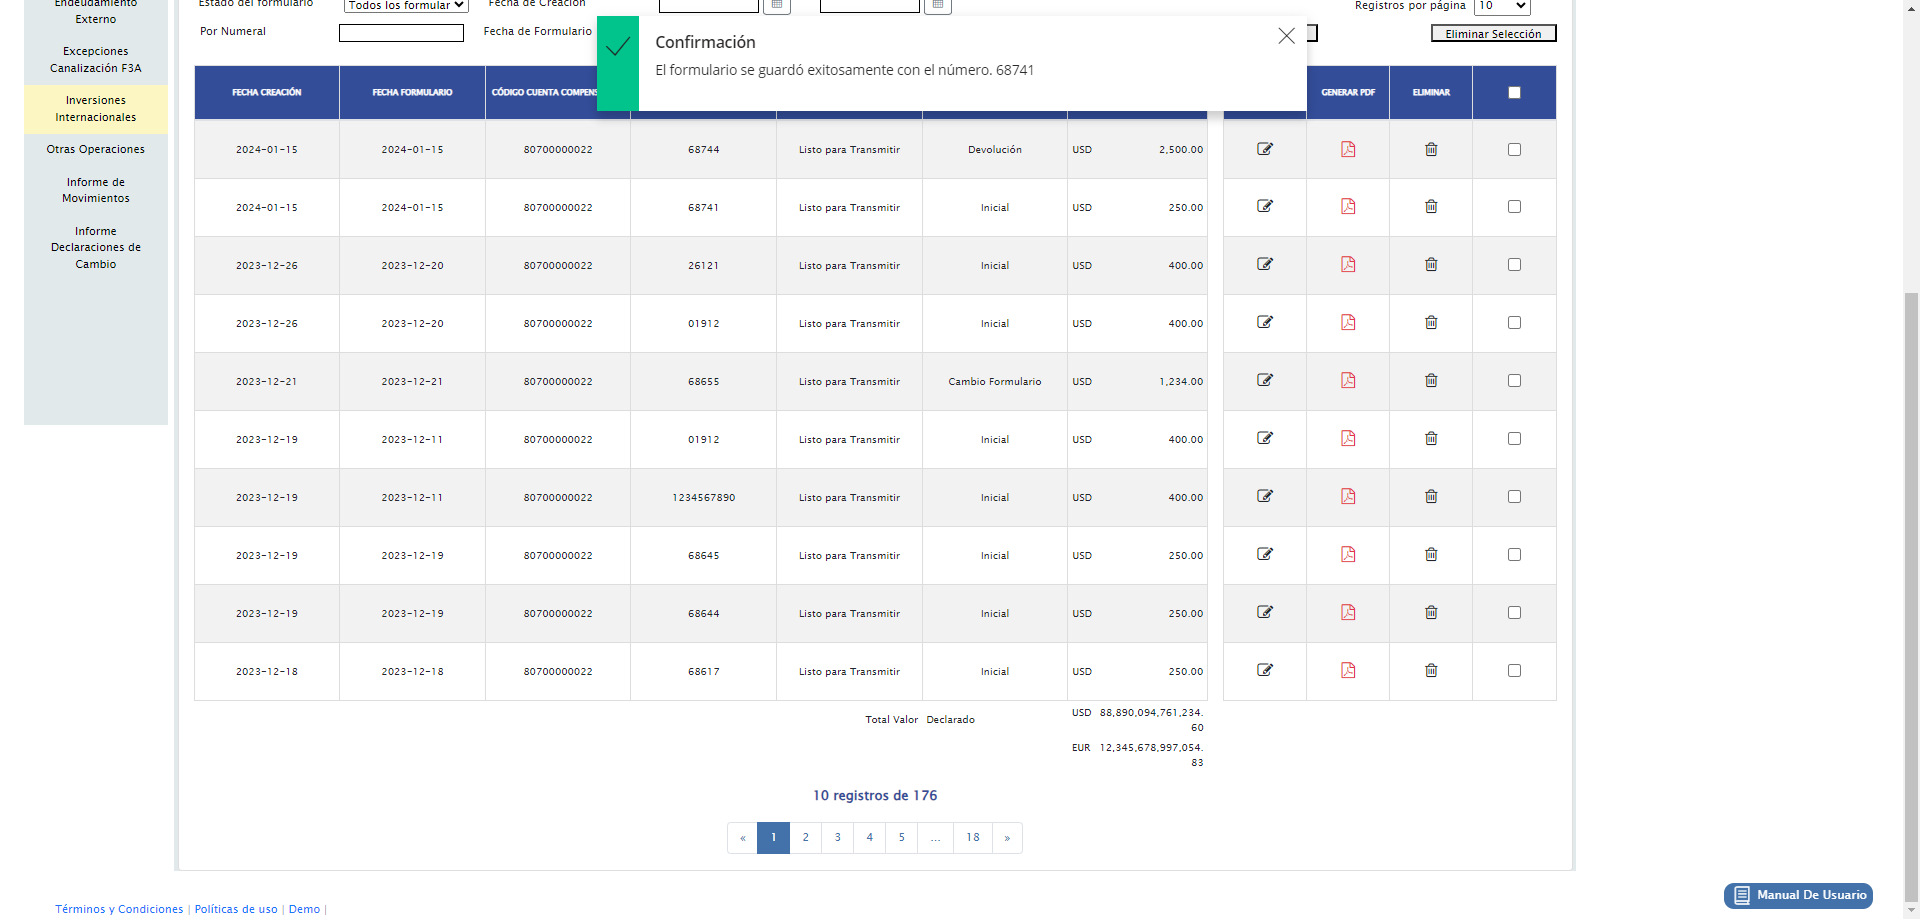 Endeudamiento
Externo
Excepciones
Canalización F3A
Inversiones
Internacionales
Otras Operaciones
Informe de
Movimientos
Informe
Declaraciones de
Cambio
Estado del formulario
Todos los formular
Fecha de Creación
Registros por página
10
Por Numeral
Fecha de Formulario
Eliminar Selección
Confirmación
El formulario se guardó exitosamente con el número. 68741
FECHA CREACIÓN FECHA FORMULARIO CÓDIGO CUENTA COMPENS GENERAR PDF ELIMINAR
2024-01-15 2024-01-15 80700000022 68744 Listo para Transmitir Devolución USD 2,500.00
2024-01-15 2024-01-15 80700000022 68741 Listo para Transmitir Inicial USD 250.00
2023-12-26 2023-12-20 80700000022 26121 Listo para Transmitir Inicial USD 400.00
2023-12-26 2023-12-20 80700000022 01912 Listo para Transmitir Inicial USD 400.00
2023-12-21 2023-12-21 80700000022 68655 Listo para Transmitir Cambio Formulario USD 1,234.00
2023-12-19 2023-12-11 80700000022 01912 Listo para Transmitir Inicial USD 400.00
2023-12-19 2023-12-11 80700000022 1234567890 Listo para Transmitir Inicial USD 400.00
2023-12-19 2023-12-19 80700000022 68645 Listo para Transmitir Inicial USD 250.00
2023-12-19 2023-12-19 80700000022 68644 Listo para Transmitir Inicial USD 250.00
2023-12-18 2023-12-18 80700000022 68617 Listo para Transmitir Inicial USD 250.00
Total Valor Declarado
USD 88,890,094,761,234.
60
EUR 12,345,678,997,054.
83
10 registros de 176
« 1 2 3 4 5 ... 18 »
Manual De Usuario
Términos y Condiciones | Políticas de uso | Demo |